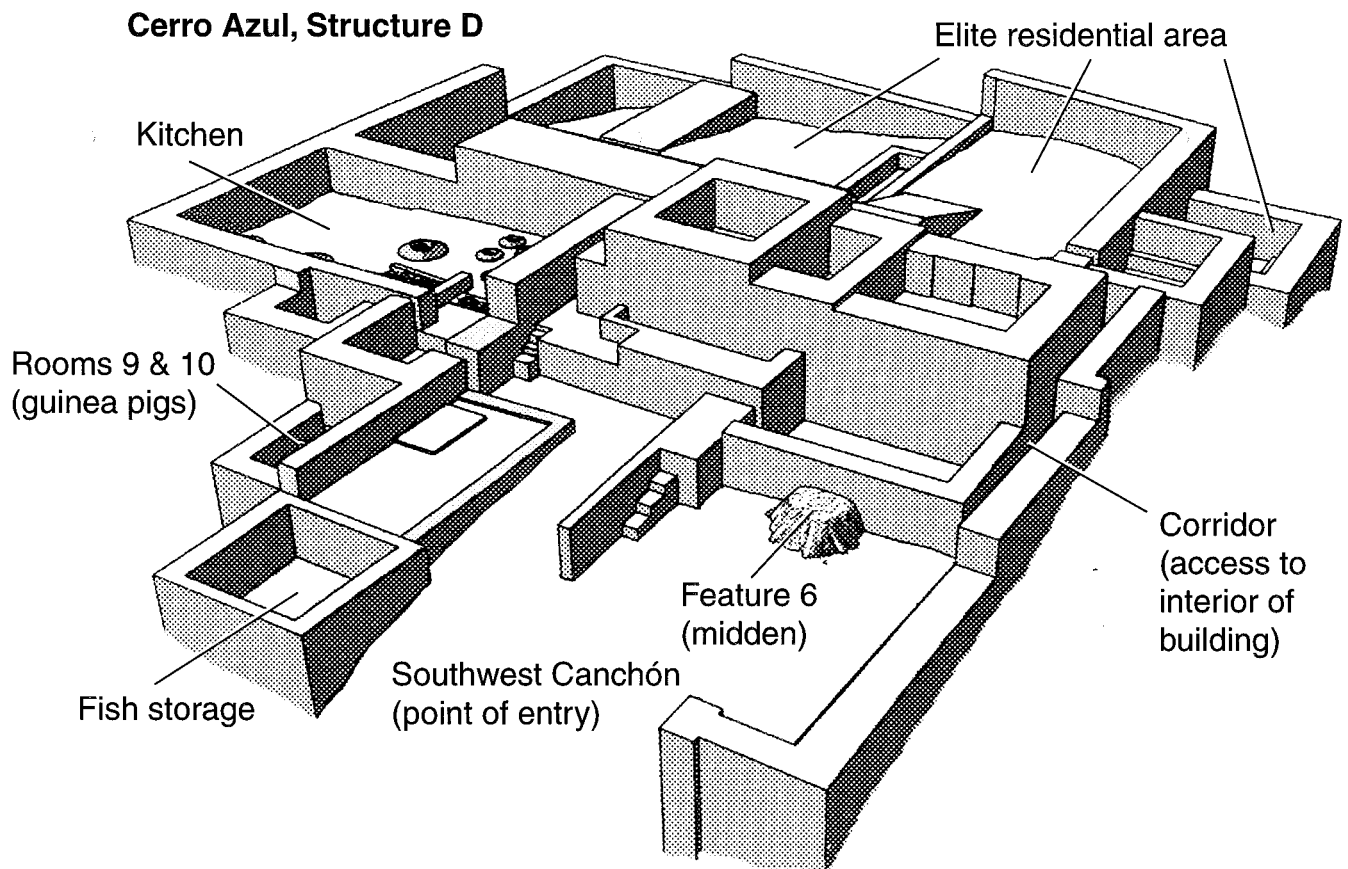 Cerro Azul, Structure D
Elite residential area
Kitchen
Rooms 9 & 10
(guinea pigs)
Feature 6
(midden)
Corridor
(access to
interior of
building)
Southwest Canchón
(point of entry)
Fish storage